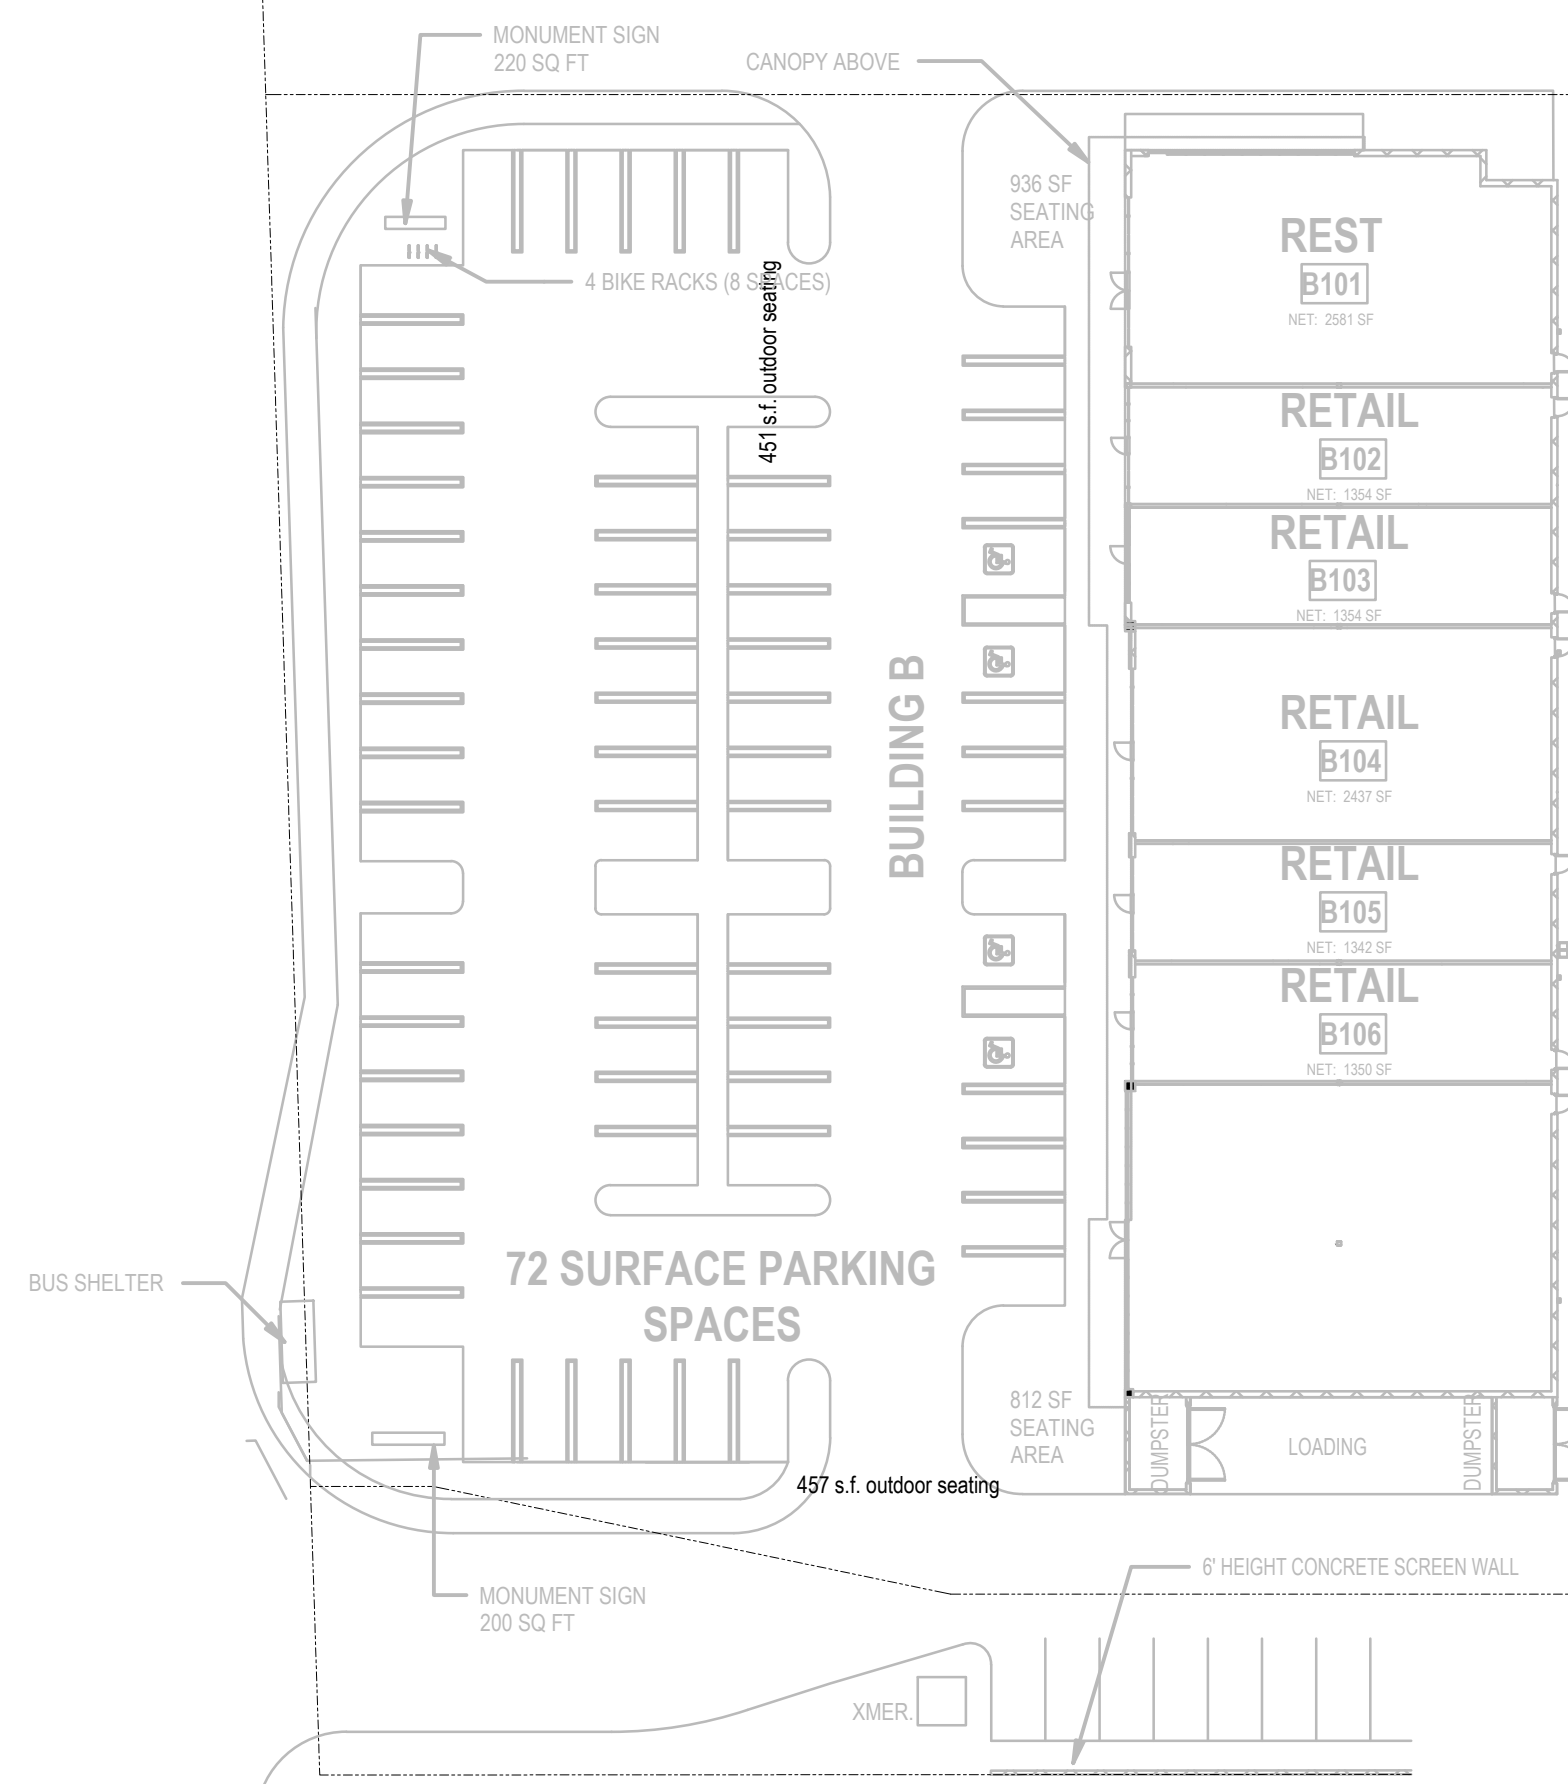 MONUMENT SIGN
220 SQ FT
CANOPY ABOVE
936 SF
SEATING
AREA
4 BIKE RACKS (8 SPACES)
451 s.f. outdoor seating
REST
B101
NET: 2581 SF
RETAIL
B102
NET: 1354 SF
RETAIL
B103
NET: 1354 SF
BUILDING B
RETAIL
B104
NET: 2437 SF
RETAIL
B105
NET: 1342 SF
RETAIL
B106
NET: 1350 SF
72 SURFACE PARKING
SPACES
BUS SHELTER
812 SF
SEATING
AREA
DUMPSTER
LOADING
DUMPSTER
457 s.f. outdoor seating
6' HEIGHT CONCRETE SCREEN WALL
MONUMENT SIGN
200 SQ FT
XMER.